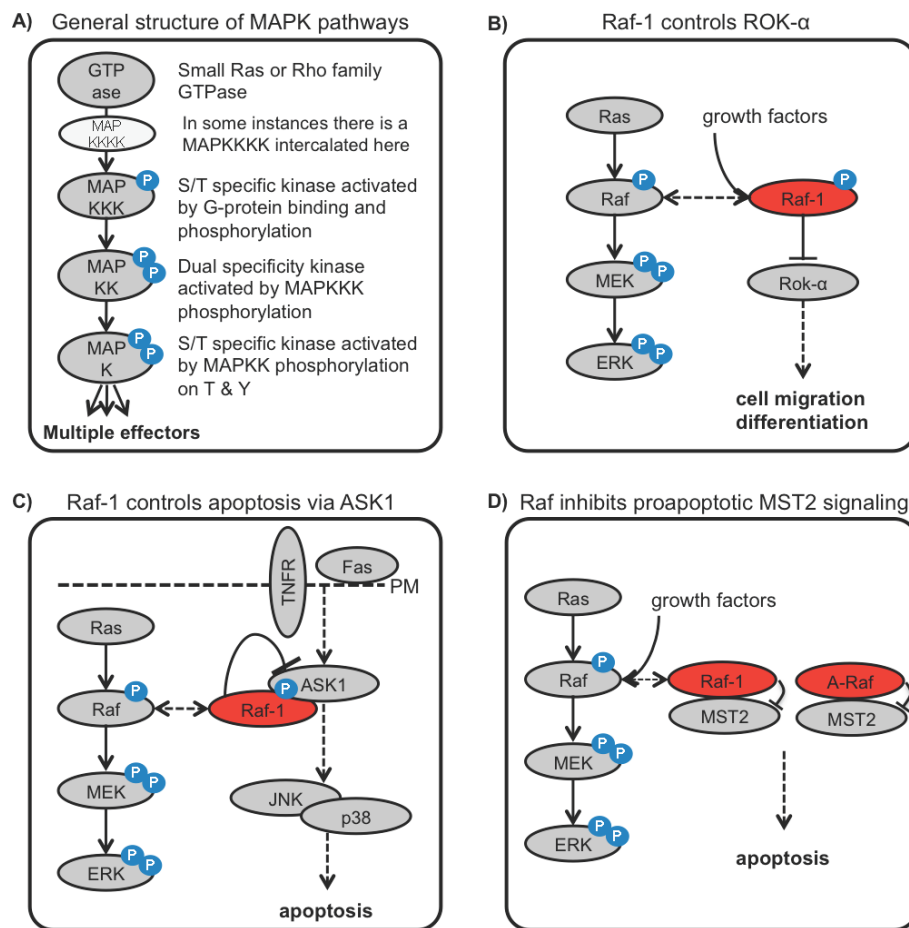 A) General structure of MAPK pathways
GTP
ase
Small Ras or Rho family
GTPase
MAP
KKKK
In some instances there is a
MAPKKKK intercalated here
P
MAP
KKK
S/T specific kinase activated
by G-protein binding and
phosphorylation
P
P
MAP
KK
Dual specificity kinase
activated by MAPKKK
phosphorylation
P
P
MAP
K
S/T specific kinase activated
by MAPKK phosphorylation
on T & Y
Multiple effectors
B) Raf-1 controls ROK-α
Ras
growth factors
P
Raf
P
Raf-1
P
P
MEK
Rok-α
P
P
ERK
cell migration
differentiation
C) Raf-1 controls apoptosis via ASK1
TNFR
Fas
PM
Ras
ASK1
P
Raf
P
Raf-1
P
P
MEK
JNK
p38
P
P
ERK
apoptosis
D) Raf inhibits proapoptotic MST2 signaling
Ras
growth factors
P
Raf
Raf-1
MST2
A-Raf
MST2
P
P
MEK
P
P
ERK
apoptosis